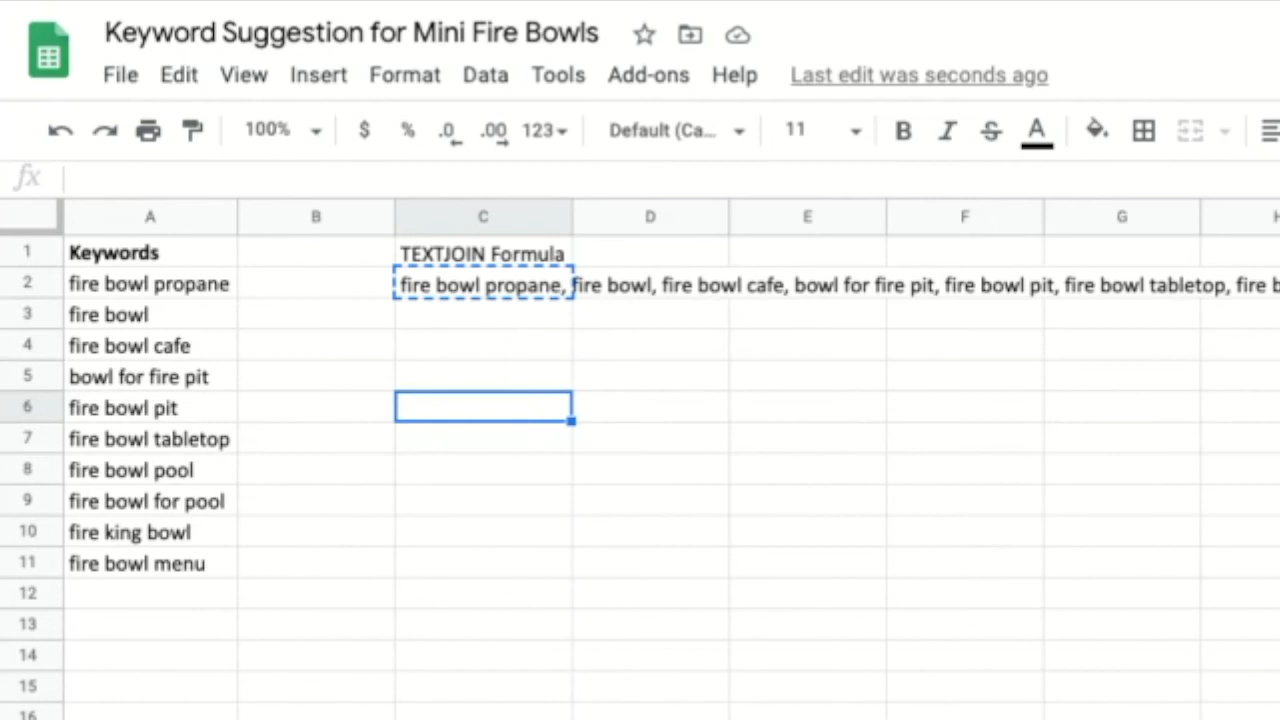 Keyword Suggestion for Mini Fire Bowls
File Edit View Insert Format Data Tools Add-ons Help Last edit was seconds ago
100% $ % .0 .00 123 Default (Ca... 11 B I S A
fx
A B C D E F G
1 Keywords TEXTJOIN Formula
2 fire bowl propane fire bowl propane, fire bowl, fire bowl cafe, bowl for fire pit, fire bowl pit, fire bowl tabletop, fire
3 fire bowl
4 fire bowl cafe
5 bowl for fire pit
6 fire bowl pit
7 fire bowl tabletop
8 fire bowl pool
9 fire bowl for pool
10 fire king bowl
11 fire bowl menu
12
13
14
15
16